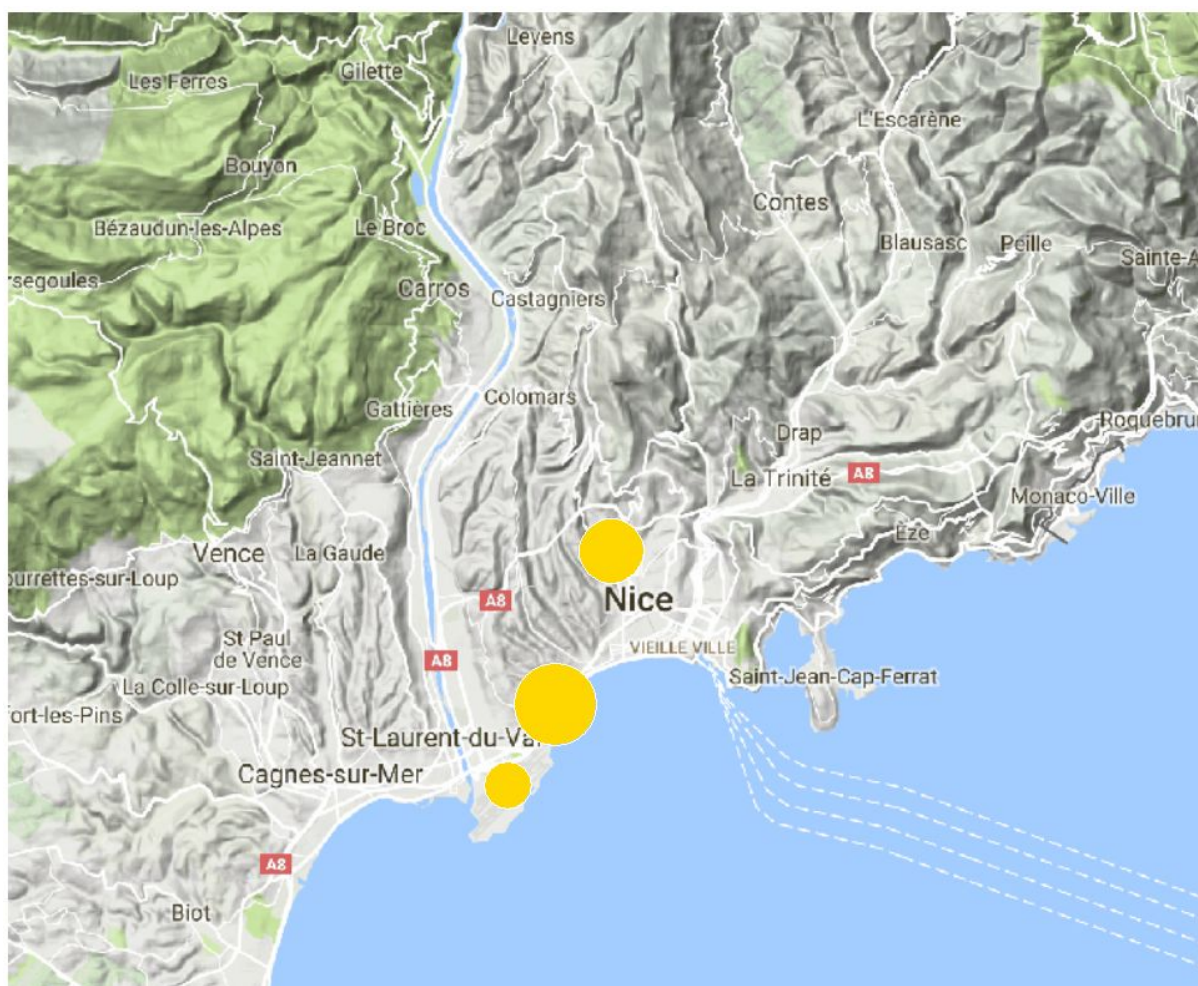 Levens
Gilette
Les Ferres
L'Escarène
Bouyon
Contes
Bézaudun-les-Alpes
Le Broc
Blausasc
Peille
Sainte-A
rsegoules
Carros
Castagniers
Gattières
Colomars
Roquebrun
Drap
Saint-Jeannet
La Trinité
A8
Monaco-Ville
Vence
La Gaude
Èze
ourrettes-sur-Loup
A8
Nice
St Paul
de Vence
VIEILLE VILLE
A8
La Colle-sur-Loup
Saint-Jean-Cap-Ferrat
fort-les-Pins
St-Laurent-du-Va
Cagnes-sur-Mer
A8
Biot